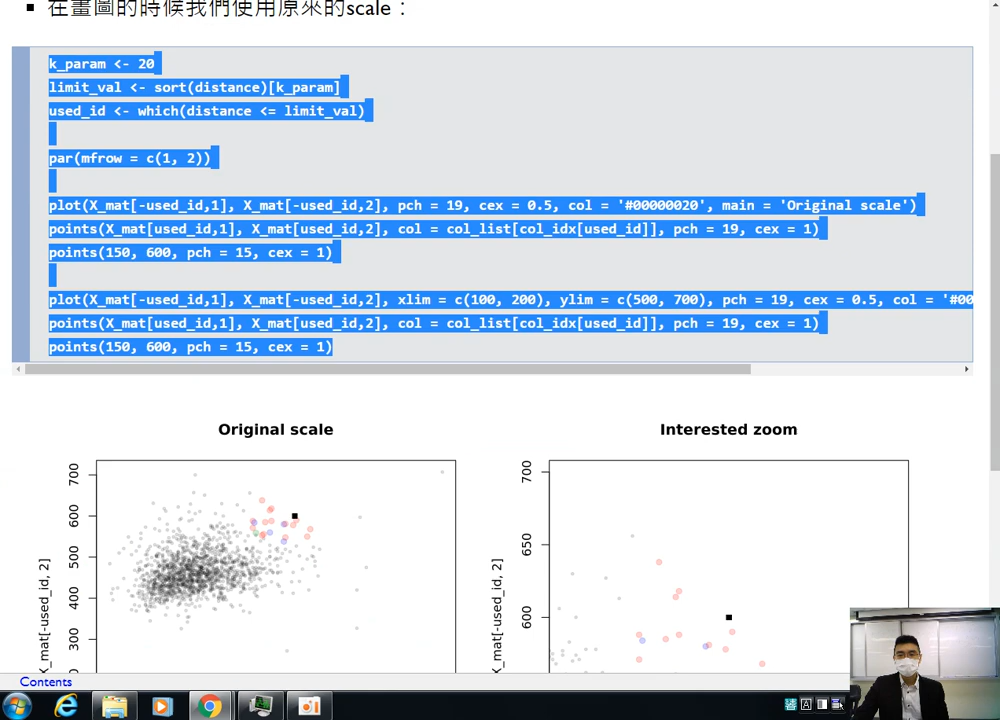 ▪ 在畫圖的時候我們使用原來的scale：
k_param <- 20
limit_val <- sort(distance)[k_param]
used_id <- which(distance <= limit_val)
par(mfrow = c(1, 2))
plot(X_mat[-used_id,1], X_mat[-used_id,2], pch = 19, cex = 0.5, col = '#00000020', main = 'Original scale')
points(X_mat[used_id,1], X_mat[used_id,2], col = col_list[col_idx[used_id]], pch = 19, cex = 1)
points(150, 600, pch = 15, cex = 1)
plot(X_mat[-used_id,1], X_mat[-used_id,2], xlim = c(100, 200), ylim = c(500, 700), pch = 19, cex = 0.5, col = '#00
points(X_mat[used_id,1], X_mat[used_id,2], col = col_list[col_idx[used_id]], pch = 19, cex = 1)
points(150, 600, pch = 15, cex = 1)
Original scale
700
600
500
400
300
X_mat[-used_id, 2]
Interested zoom
700
650
600
X_mat[-used_id, 2]
Contents